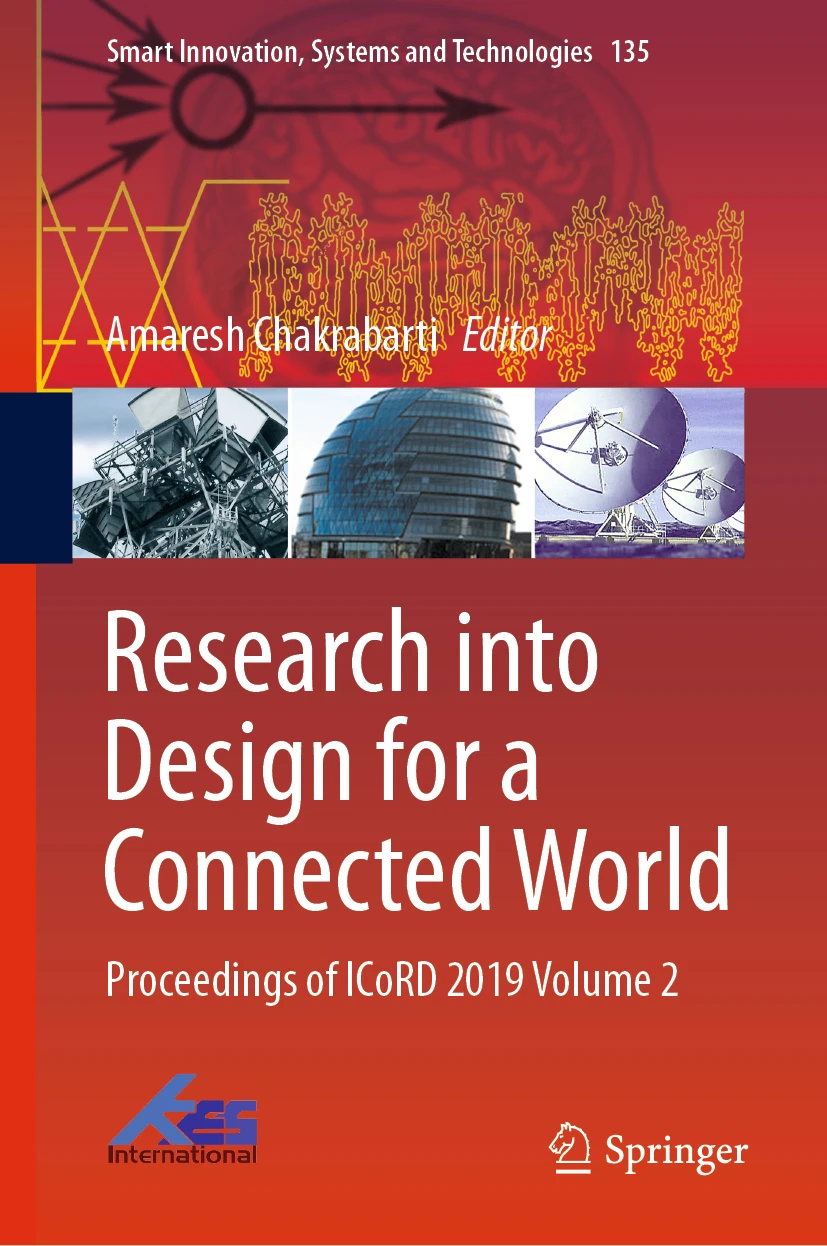 Smart Innovation, Systems and Technologies 135
Amaresh Chakrabarti Editor
Research into
Design for a
Connected World
Proceedings of ICoRD 2019 Volume 2
KES
International
Springer